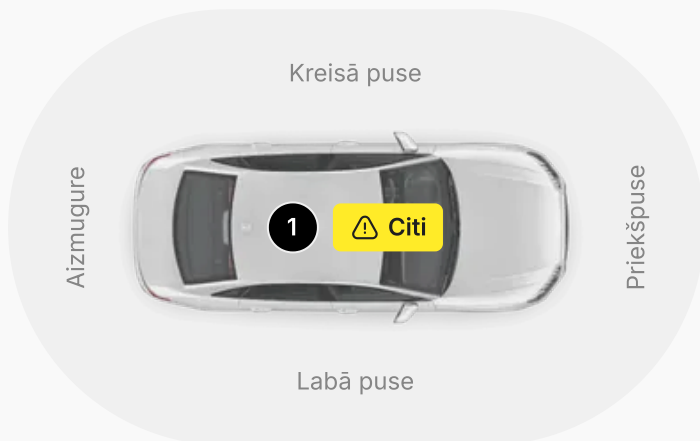 Kreisā puse
Aizmugure
1
Citi
Priekšpuse
Labā puse